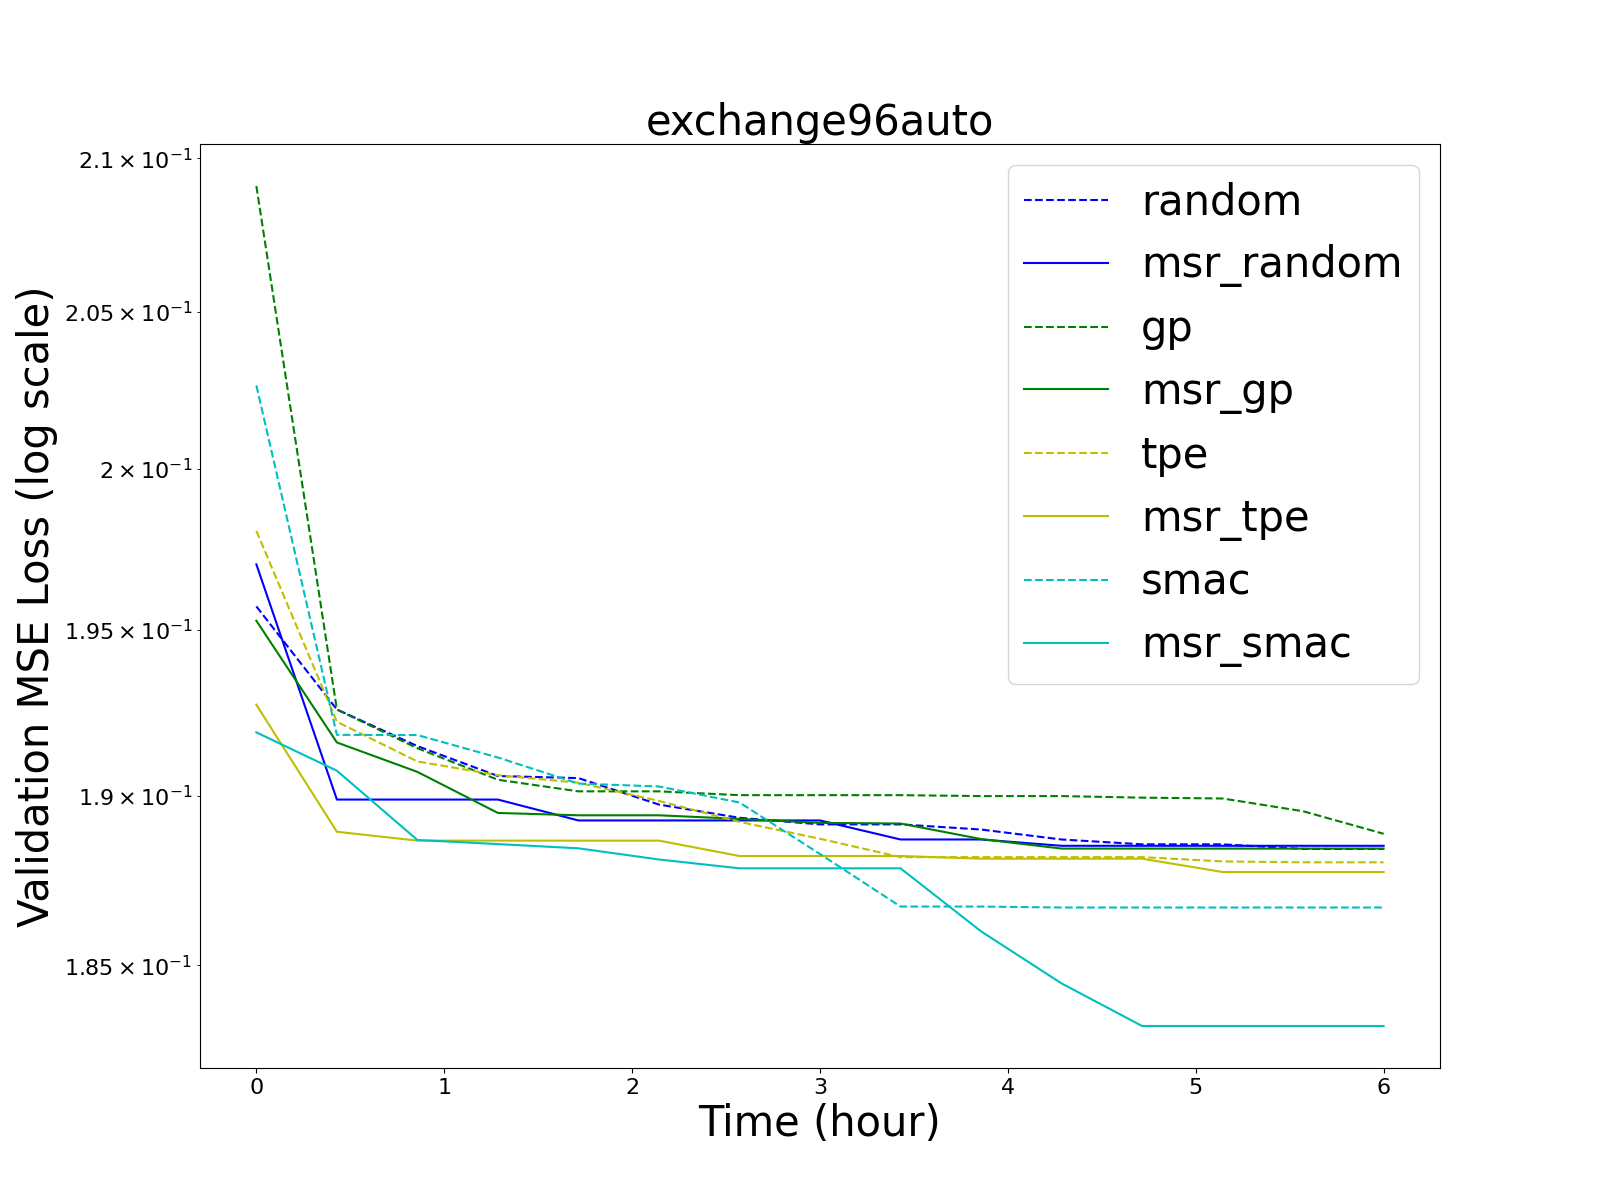 exchange96auto
Validation MSE Loss (log scale)
2.1 × 10⁻¹
2.05 × 10⁻¹
2 × 10⁻¹
1.95 × 10⁻¹
1.9 × 10⁻¹
1.85 × 10⁻¹
random
msr_random
gp
msr_gp
tpe
msr_tpe
smac
msr_smac
0 1 2 3 4 5 6
Time (hour)